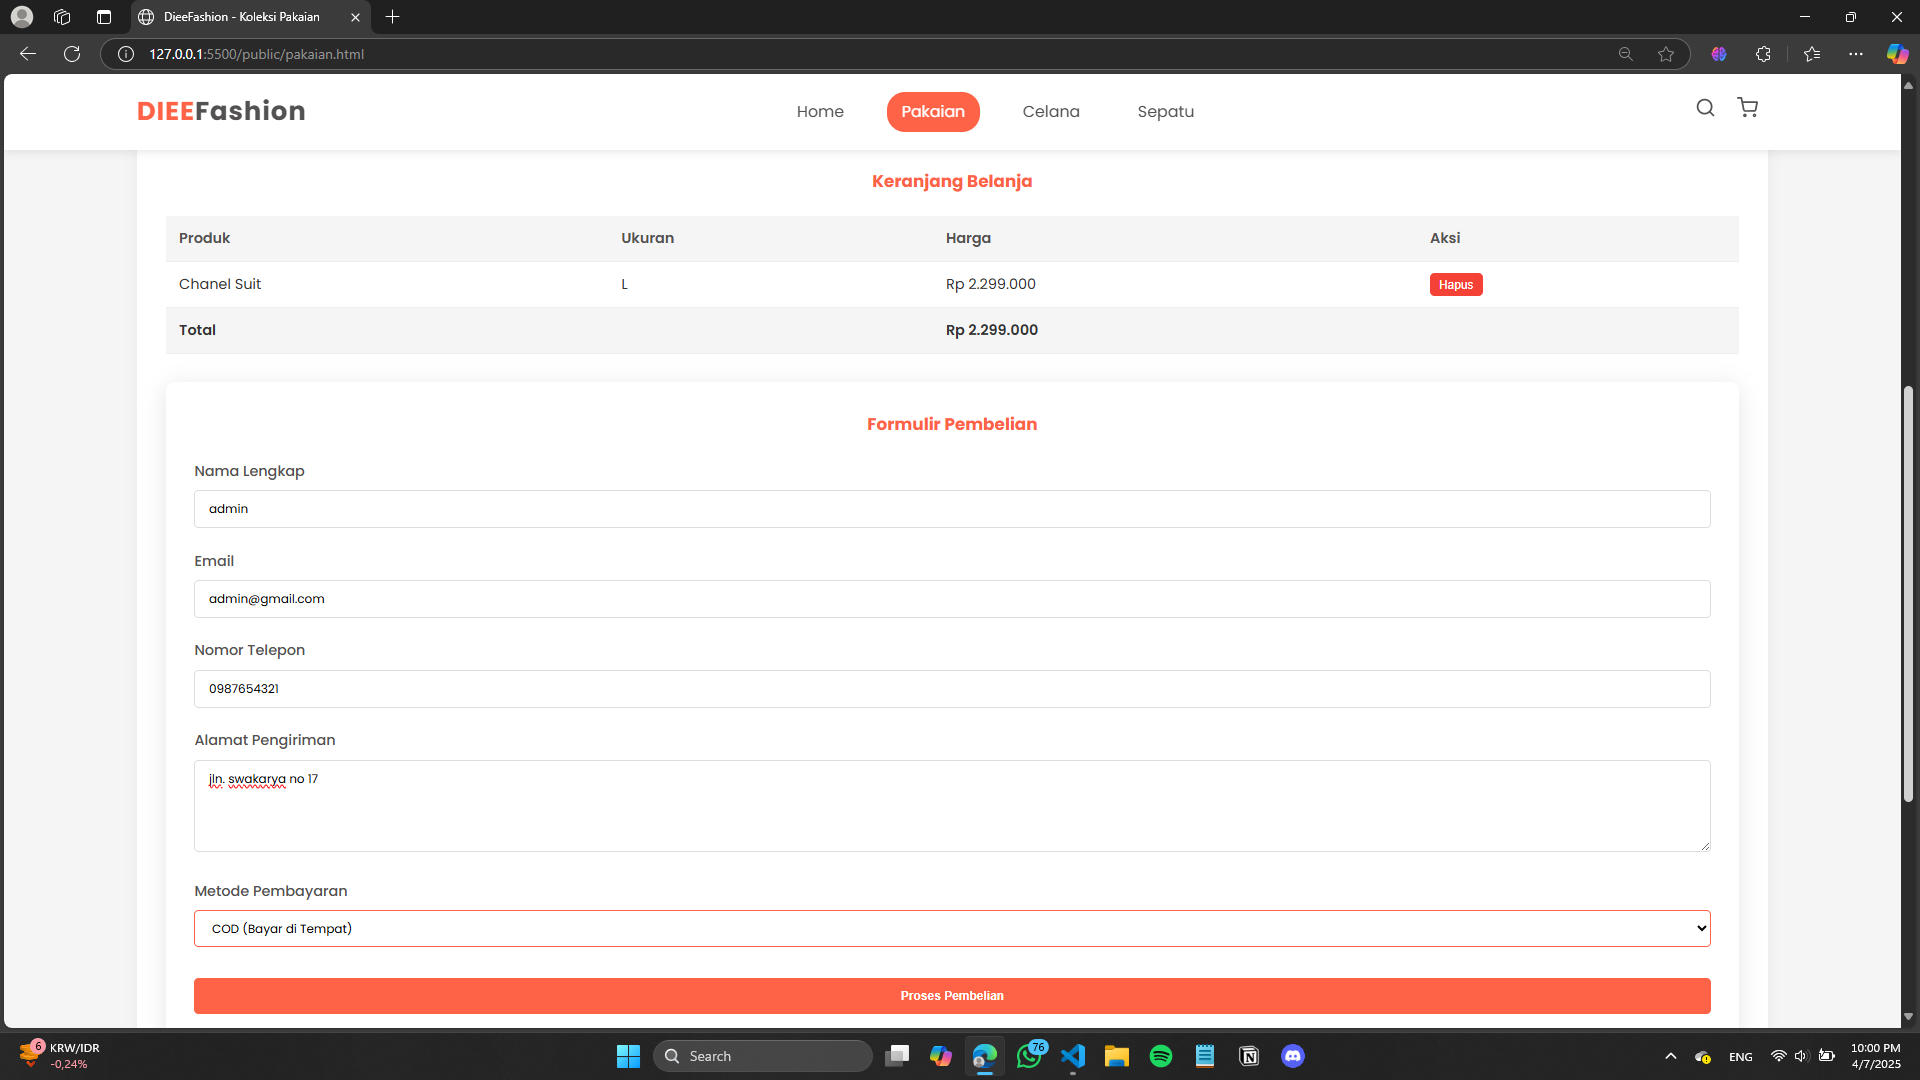 DieeFashion - Koleksi Pakaian
127.0.0.1:5500/public/pakaian.html
DIEEFashion
Home
Pakaian
Celana
Sepatu
Keranjang Belanja
Produk Ukuran Harga Aksi
Chanel Suit L Rp 2.299.000 Hapus
Total Rp 2.299.000
Formulir Pembelian
Nama Lengkap
admin
Email
admin@gmail.com
Nomor Telepon
0987654321
Alamat Pengiriman
jln. swakarya no 17
Metode Pembayaran
COD (Bayar di Tempat)
Proses Pembelian
6
KRW/IDR
-0,24%
Search
76
ENG
10:00 PM
4/7/2025